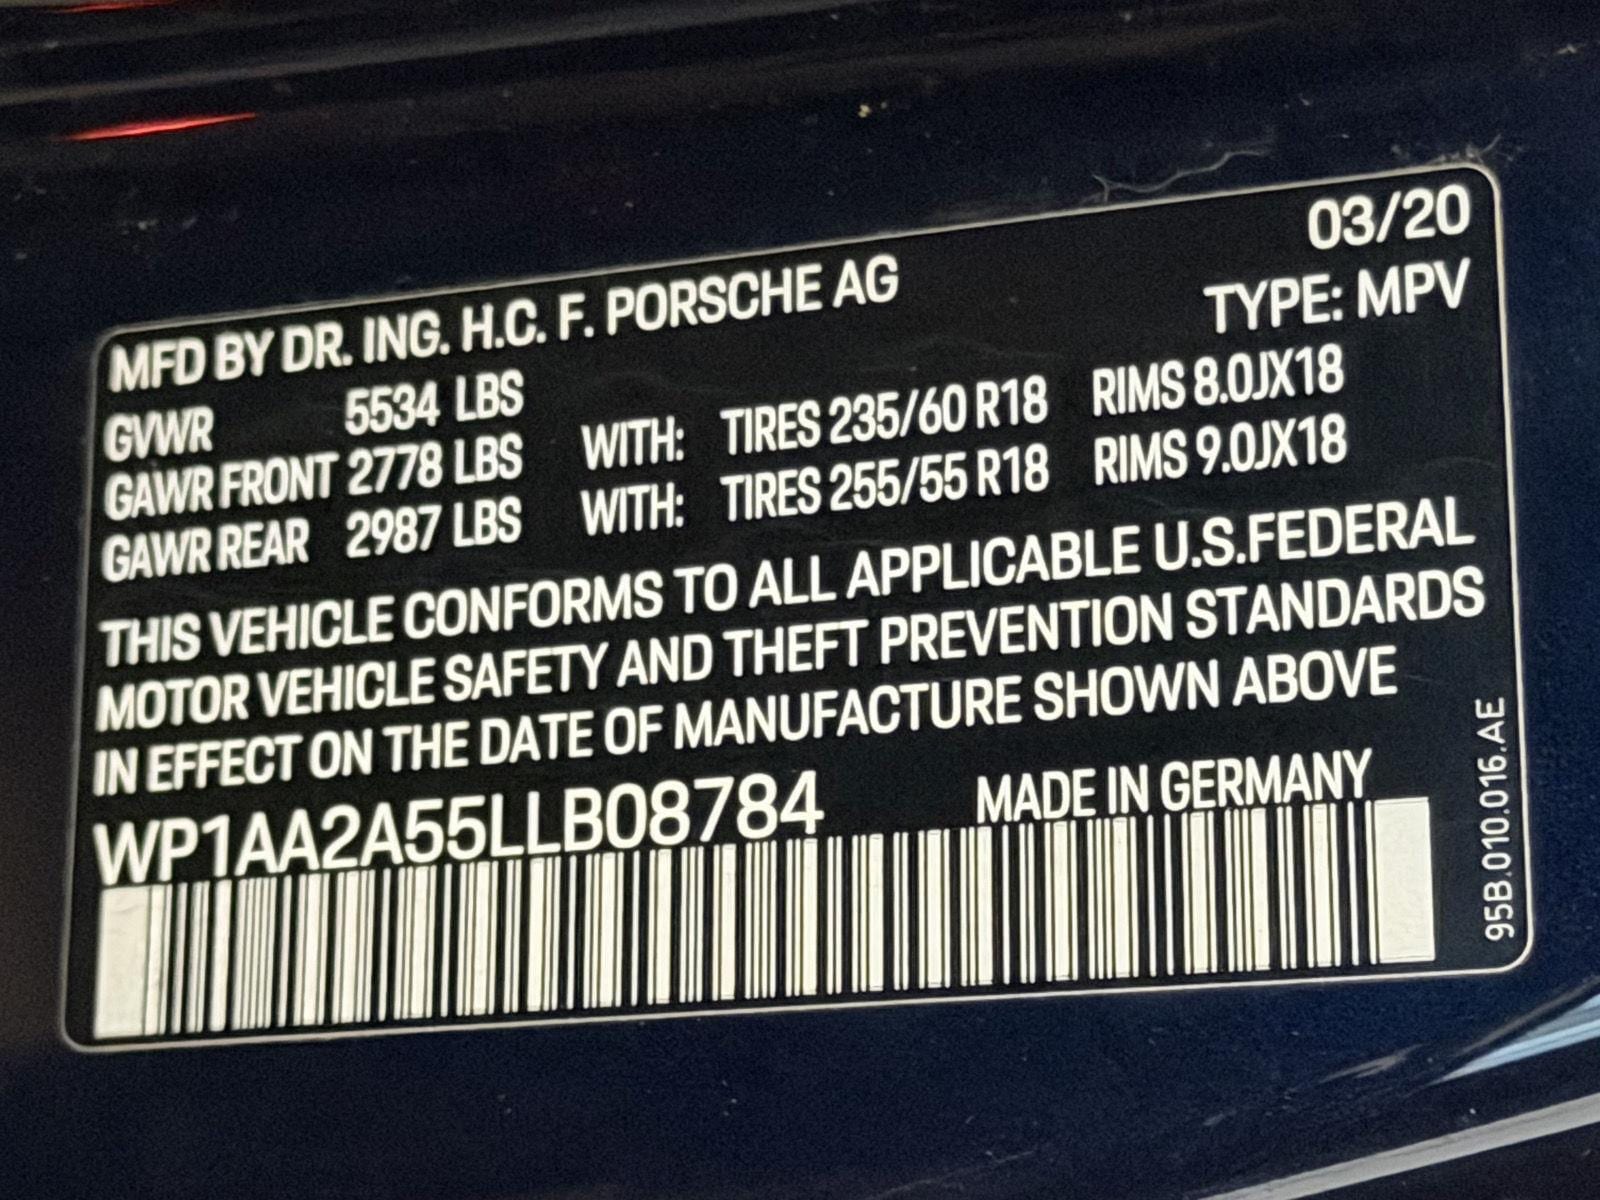 03/20
MFD BY DR. ING. H.C. F. PORSCHE AG
TYPE: MPV
GVWR 5534 LBS
GAWR FRONT 2778 LBS WITH: TIRES 235/60 R18 RIMS 8.0JX18
GAWR REAR 2987 LBS WITH: TIRES 255/55 R18 RIMS 9.0JX18
THIS VEHICLE CONFORMS TO ALL APPLICABLE U.S.FEDERAL
MOTOR VEHICLE SAFETY AND THEFT PREVENTION STANDARDS
IN EFFECT ON THE DATE OF MANUFACTURE SHOWN ABOVE
WP1AA2A55LLB08784 MADE IN GERMANY
95B.010.016.AE